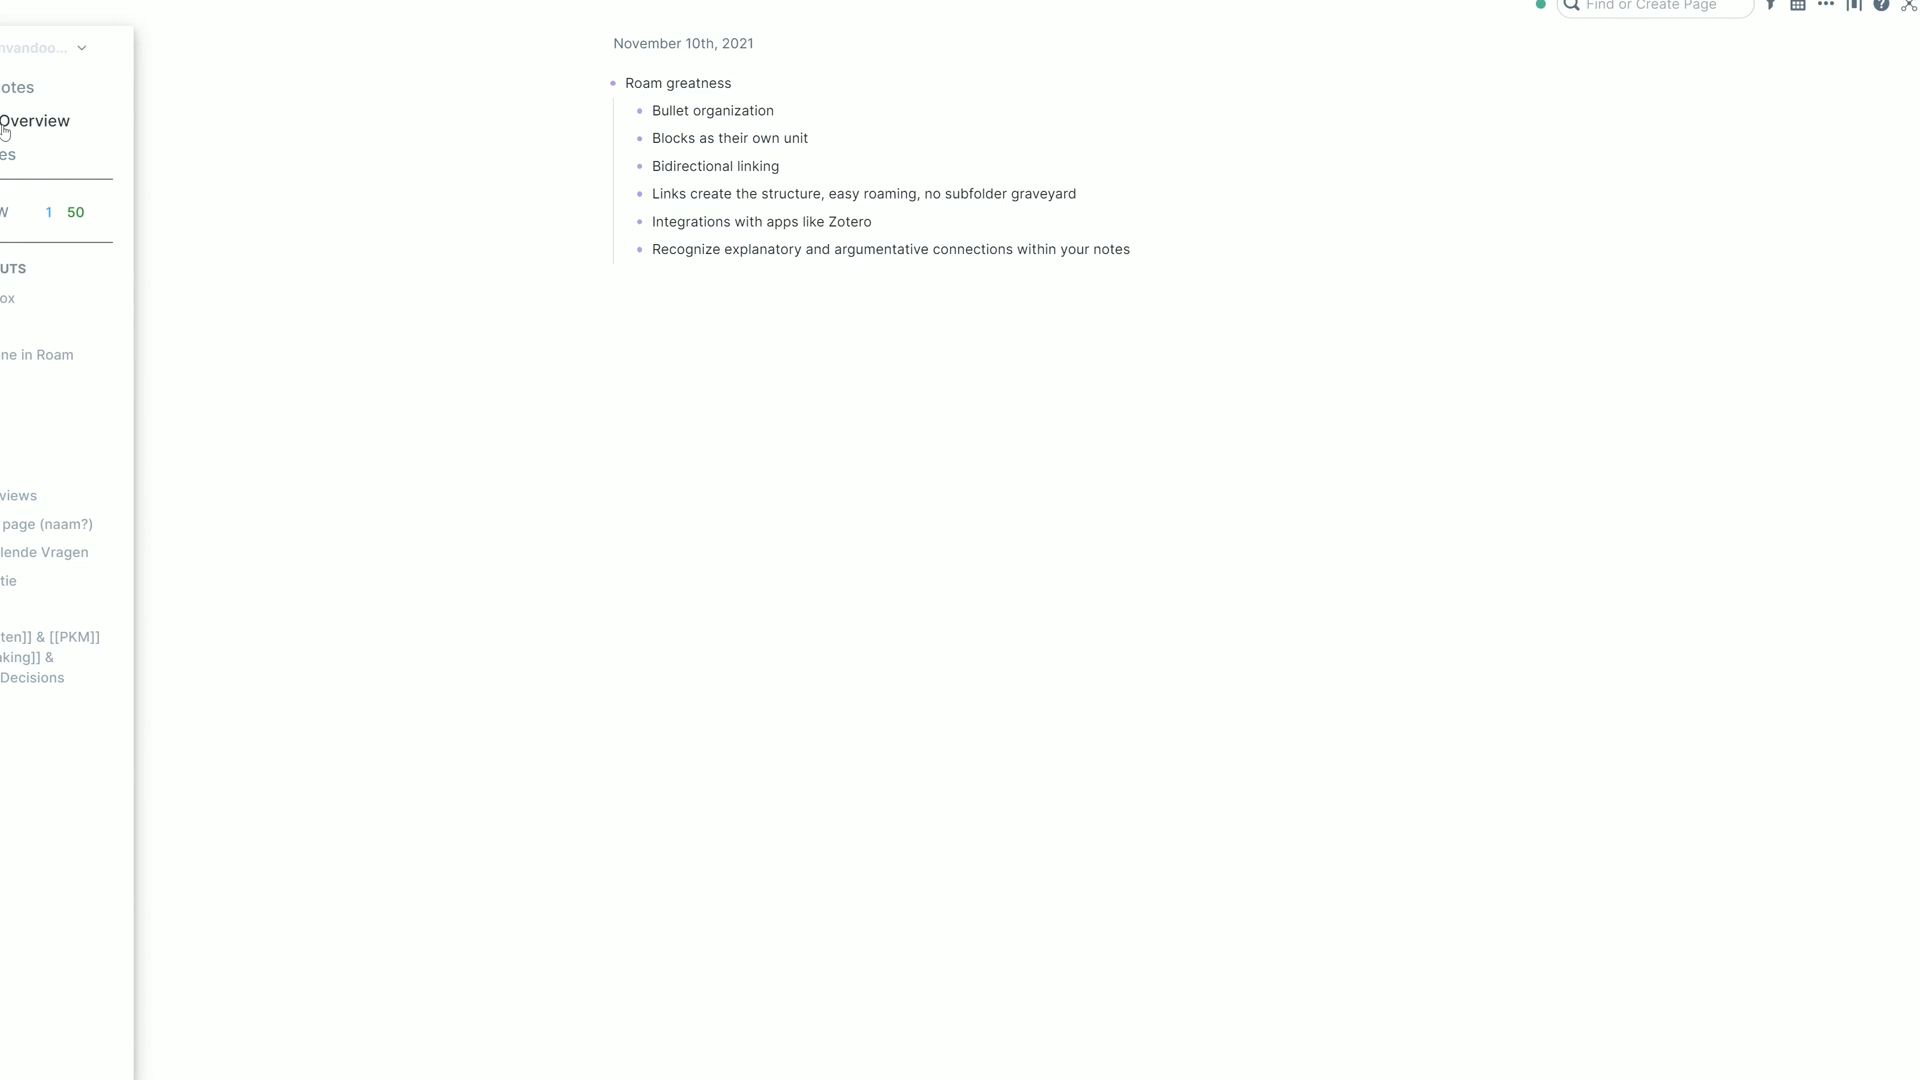 Find or Create Page
nvandoo...
otes
Overview
es
W 1 50
UTS
ox
ne in Roam
views
page (naam?)
lende Vragen
tie
ten]] & [[PKM]]
aking]] &
Decisions
November 10th, 2021
Roam greatness
Bullet organization
Blocks as their own unit
Bidirectional linking
Links create the structure, easy roaming, no subfolder graveyard
Integrations with apps like Zotero
Recognize explanatory and argumentative connections within your notes